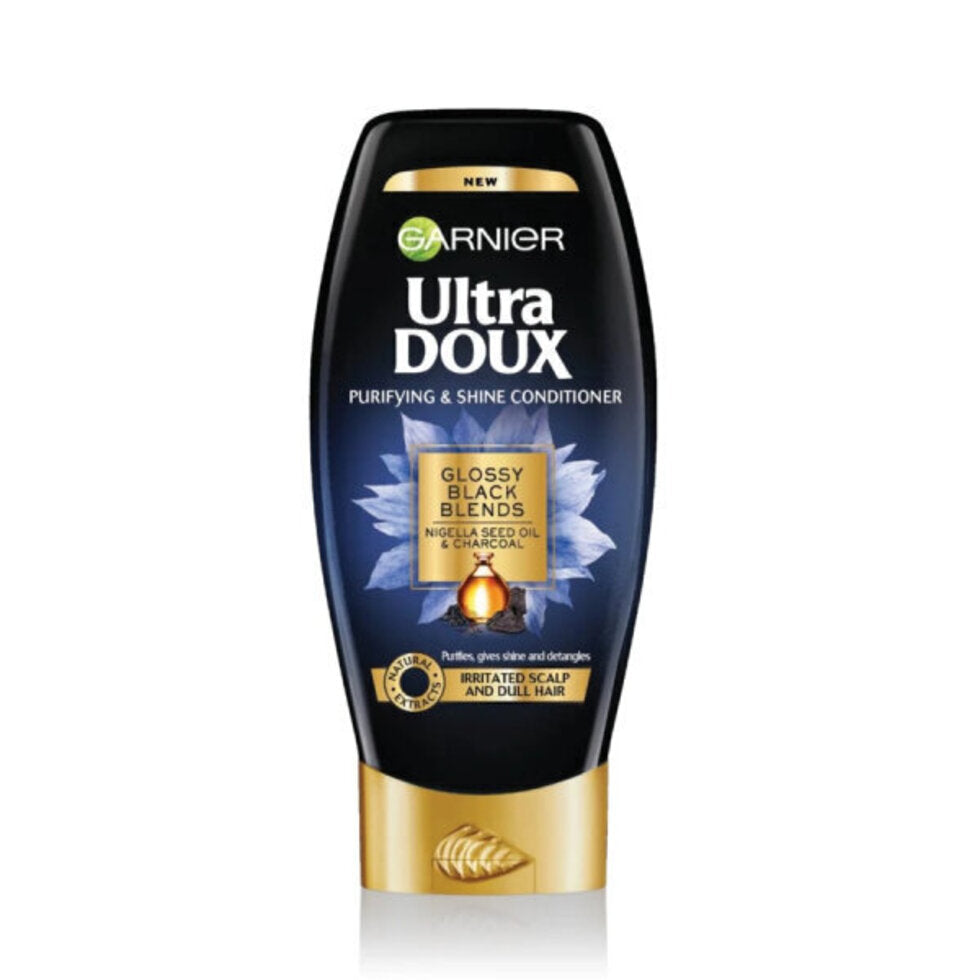 NEW
GARNIER
Ultra
DOUX
PURIFYING & SHINE CONDITIONER
GLOSSY
BLACK
BLENDS
NIGELLA SEED OIL
& CHARCOAL
Purifies, gives shine and detangles
NATURAL • EXTRACTS •
IRRITATED SCALP
AND DULL HAIR